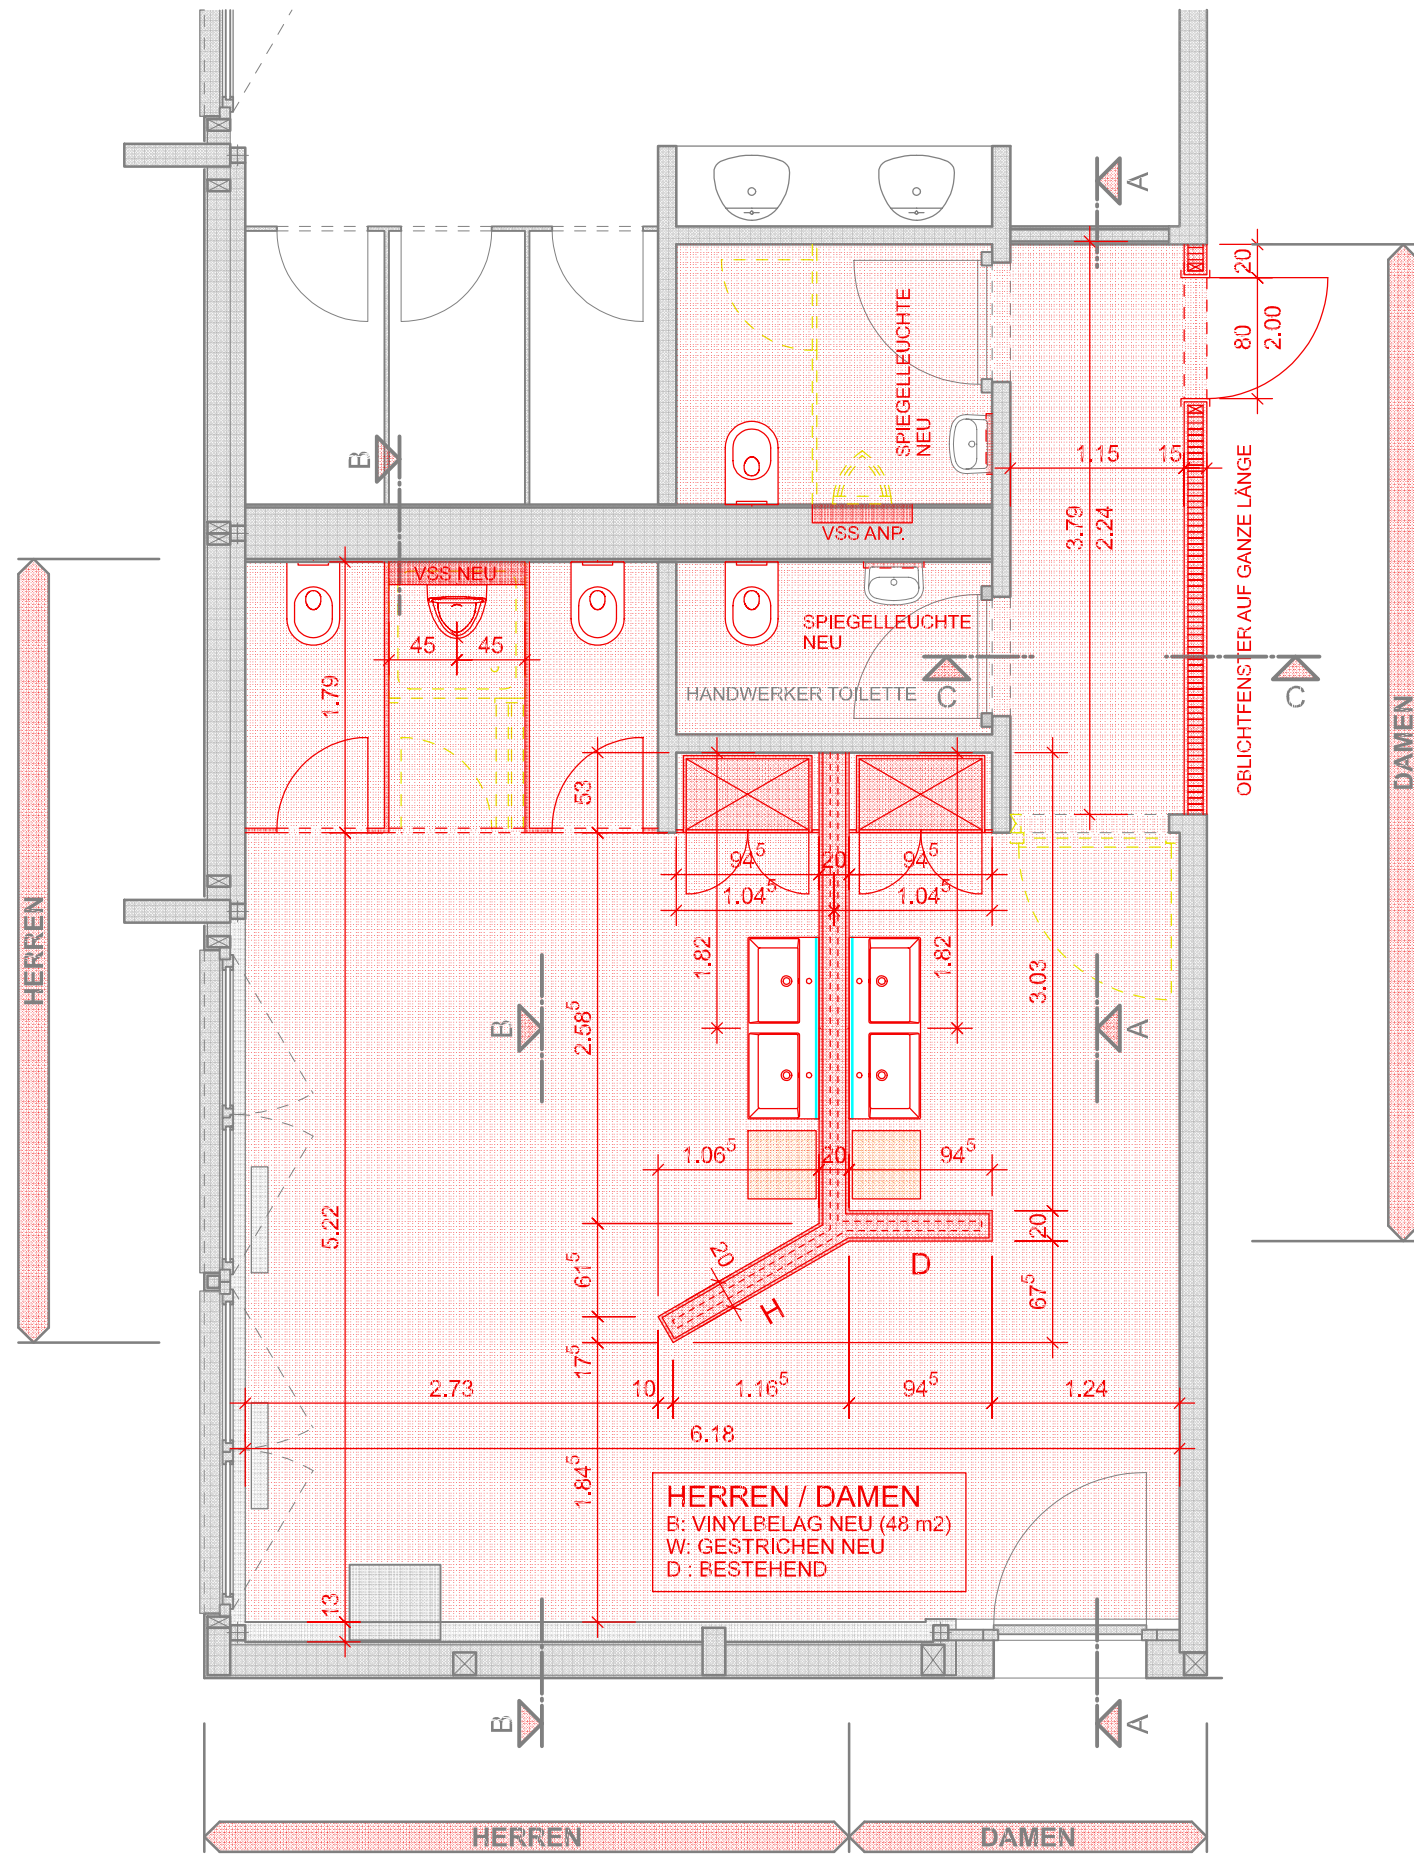 A
20
80
2.00
SPIEGELLEUCHTE
NEU
B
1.15
15
3.79
2.24
OBLICHTFENSTER AUF GANZE LÄNGE
VSS ANP.
VSS NEU
45
45
SPIEGELLEUCHTE
NEU
HANDWERKER TOILETTE
C
C
1.79
53
DAMEN
HERREN
94⁵
20
94⁵
1.04⁵
1.04⁵
1.82
1.82
3.03
B
A
2.58⁵
1.06⁵
20
94⁵
5.22
20
61⁵
20
D
H
67⁵
17⁵
2.73
10
1.16⁵
94⁵
1.24
6.18
1.84⁵
HERREN / DAMEN
B: VINYLBELAG NEU (48 m2)
W: GESTRICHEN NEU
D : BESTEHEND
13
B
A
HERREN
DAMEN